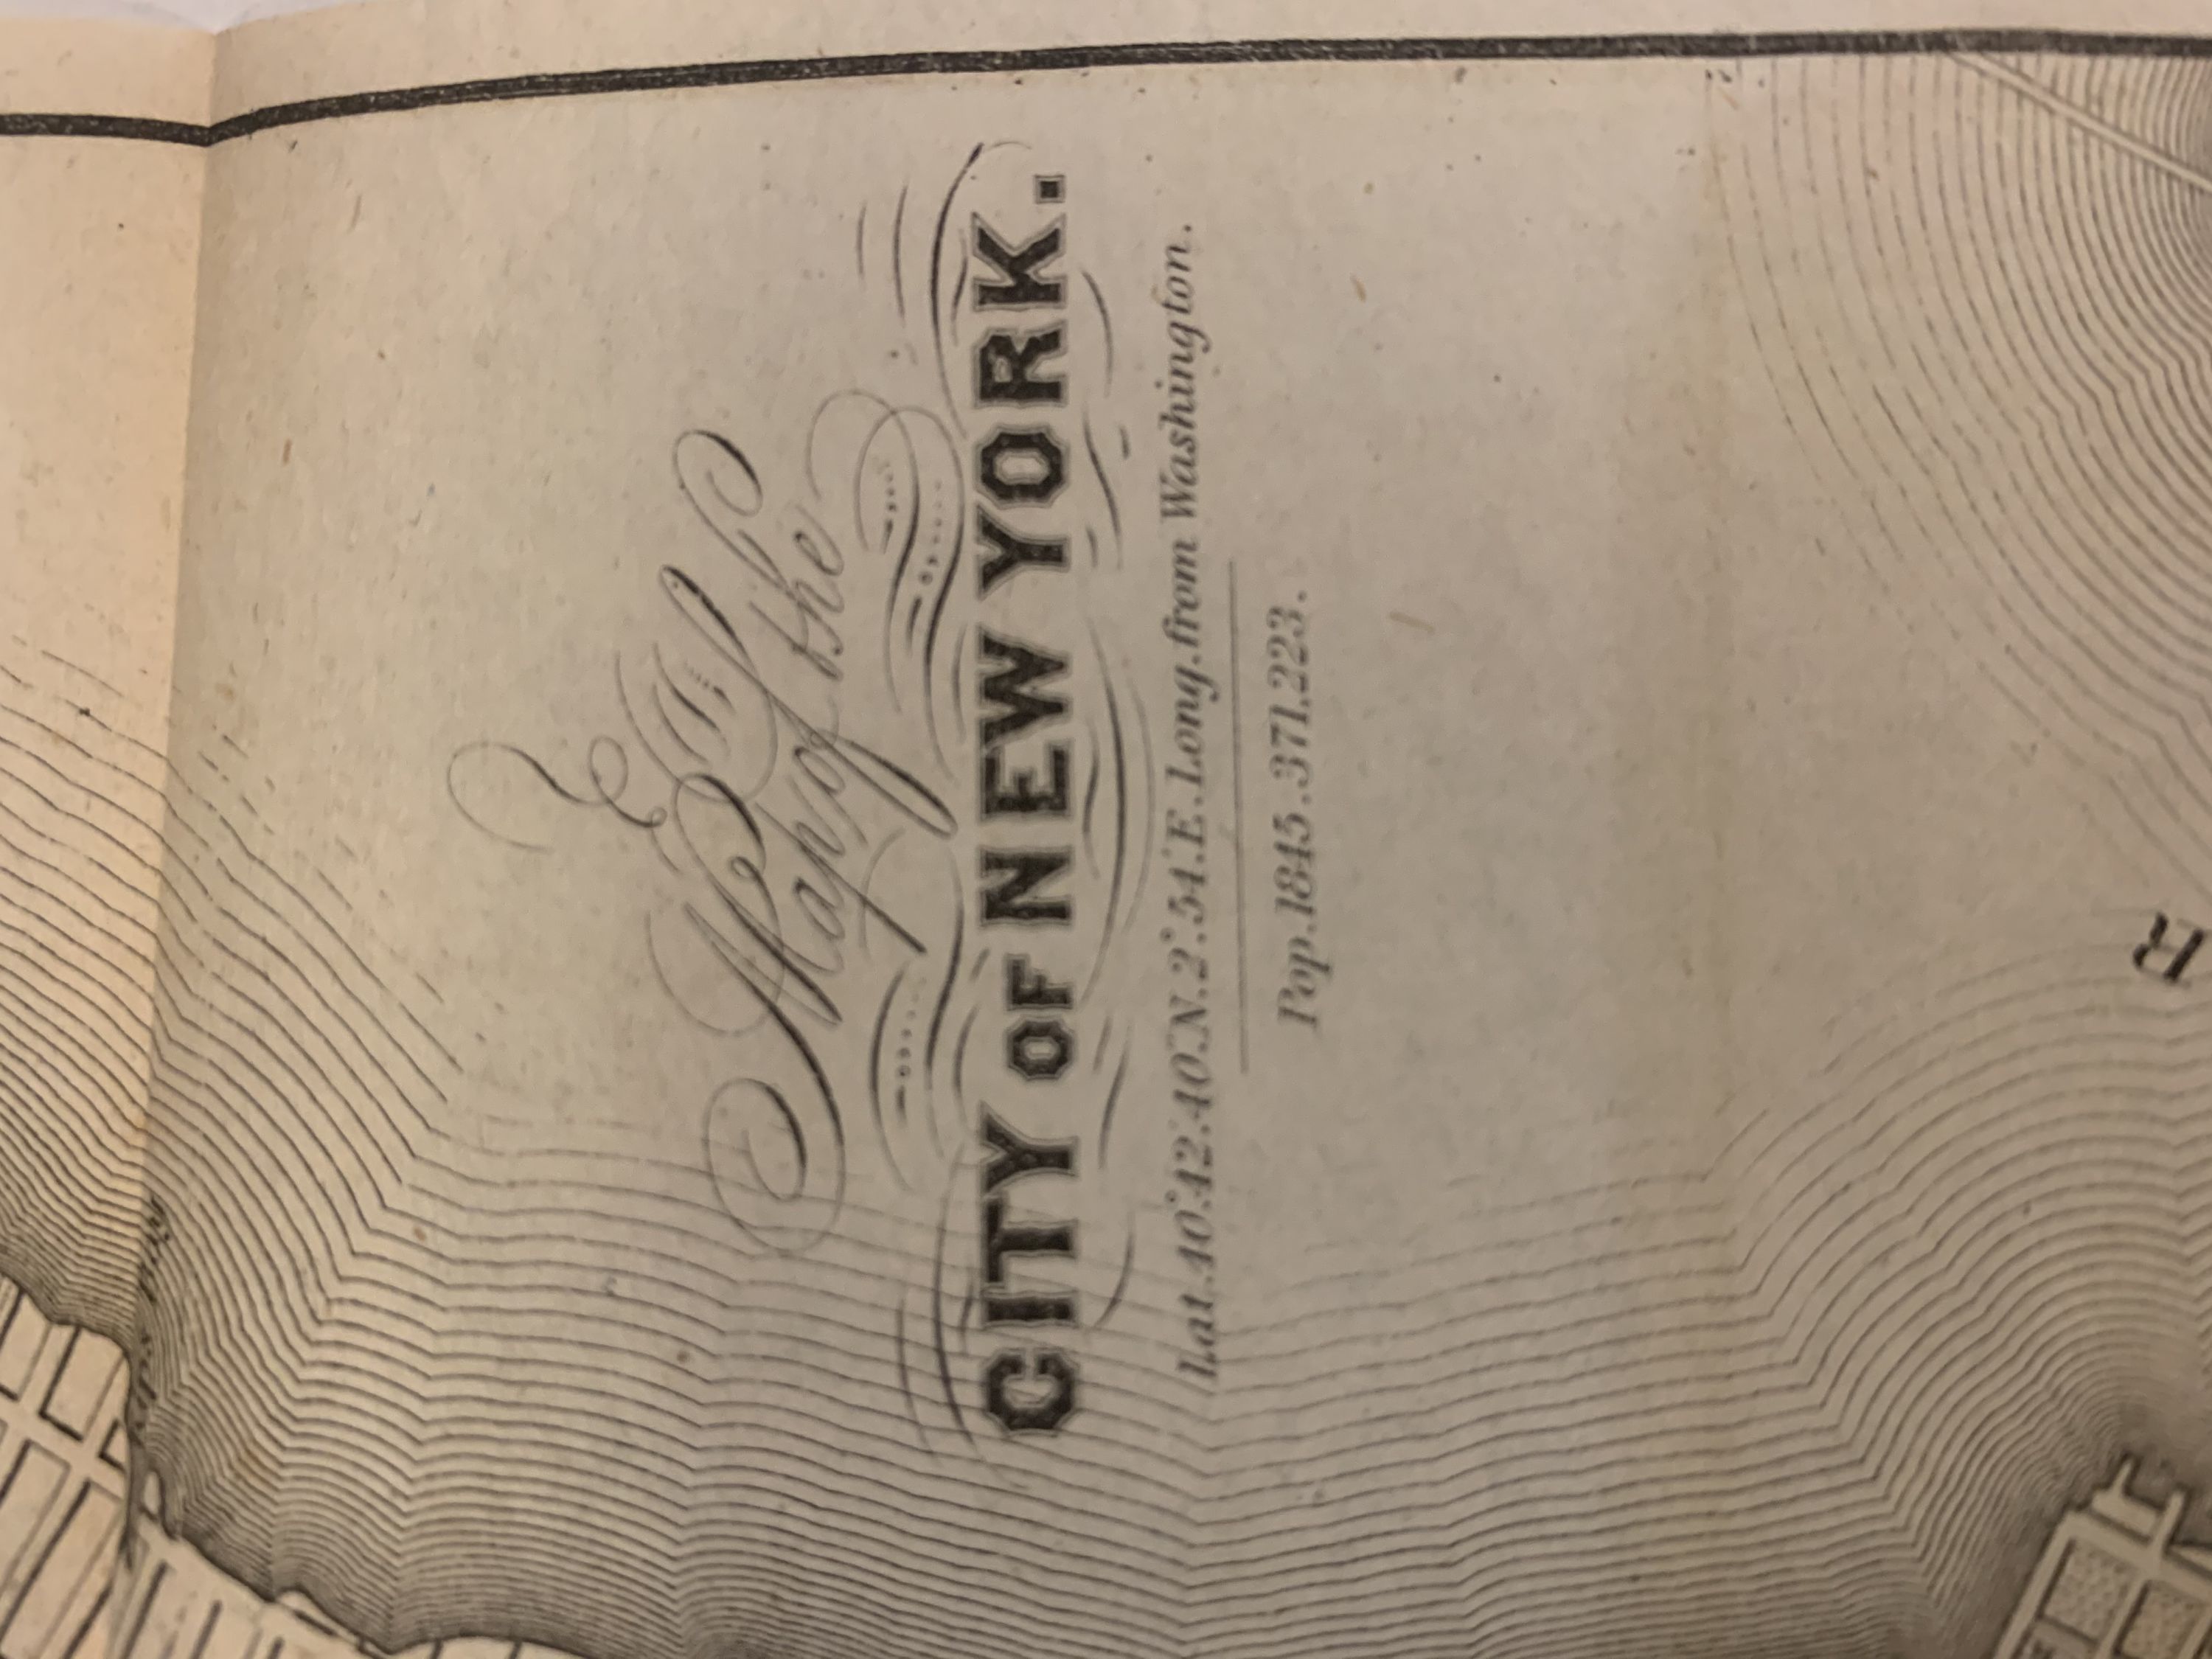 Map of the
CITY OF NEW YORK.
Lat. 40°. 42'. 40" N. 2°. 54' E. Long. from Washington.
Pop. 1845. 371.223.
R